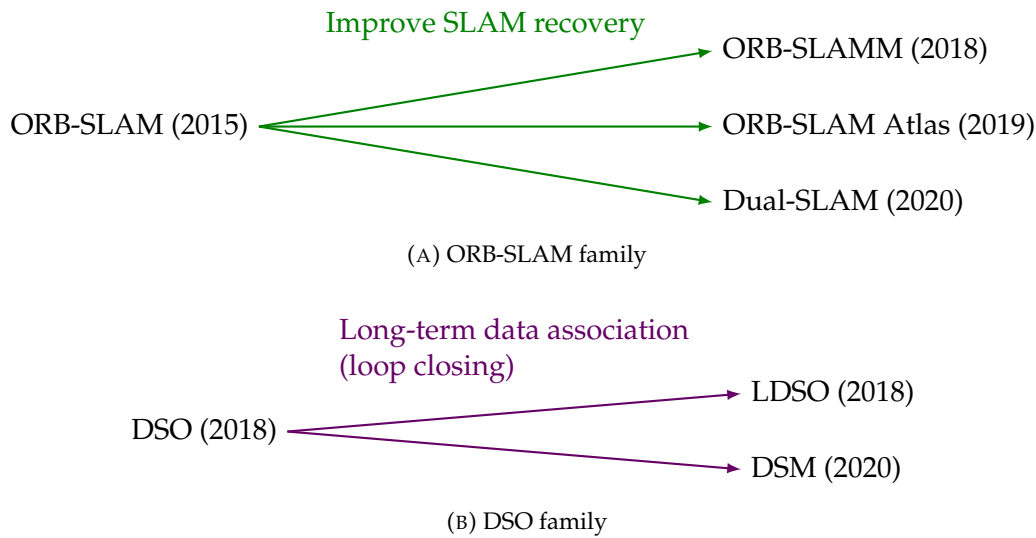 Improve SLAM recovery
ORB-SLAMM (2018)
ORB-SLAM (2015)
ORB-SLAM Atlas (2019)
Dual-SLAM (2020)
(A) ORB-SLAM family
Long-term data association
(loop closing)
LDSO (2018)
DSO (2018)
DSM (2020)
(B) DSO family